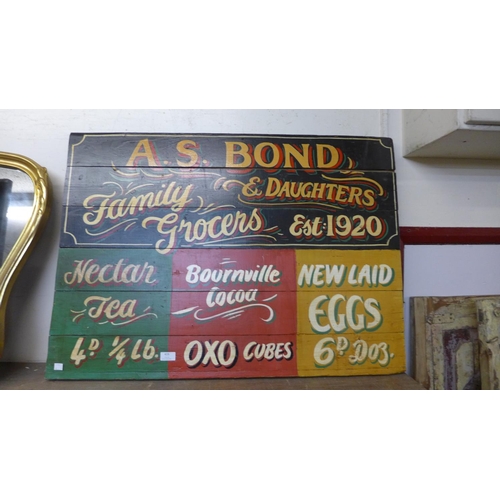 A.S. BOND
Family & DAUGHTERS
Grocers Est. 1920
Nectar
Tea
4D ¼ Lb.
Bournville
Cocoa
OXO CUBES
NEW LAID
EGGS
6D Doz.